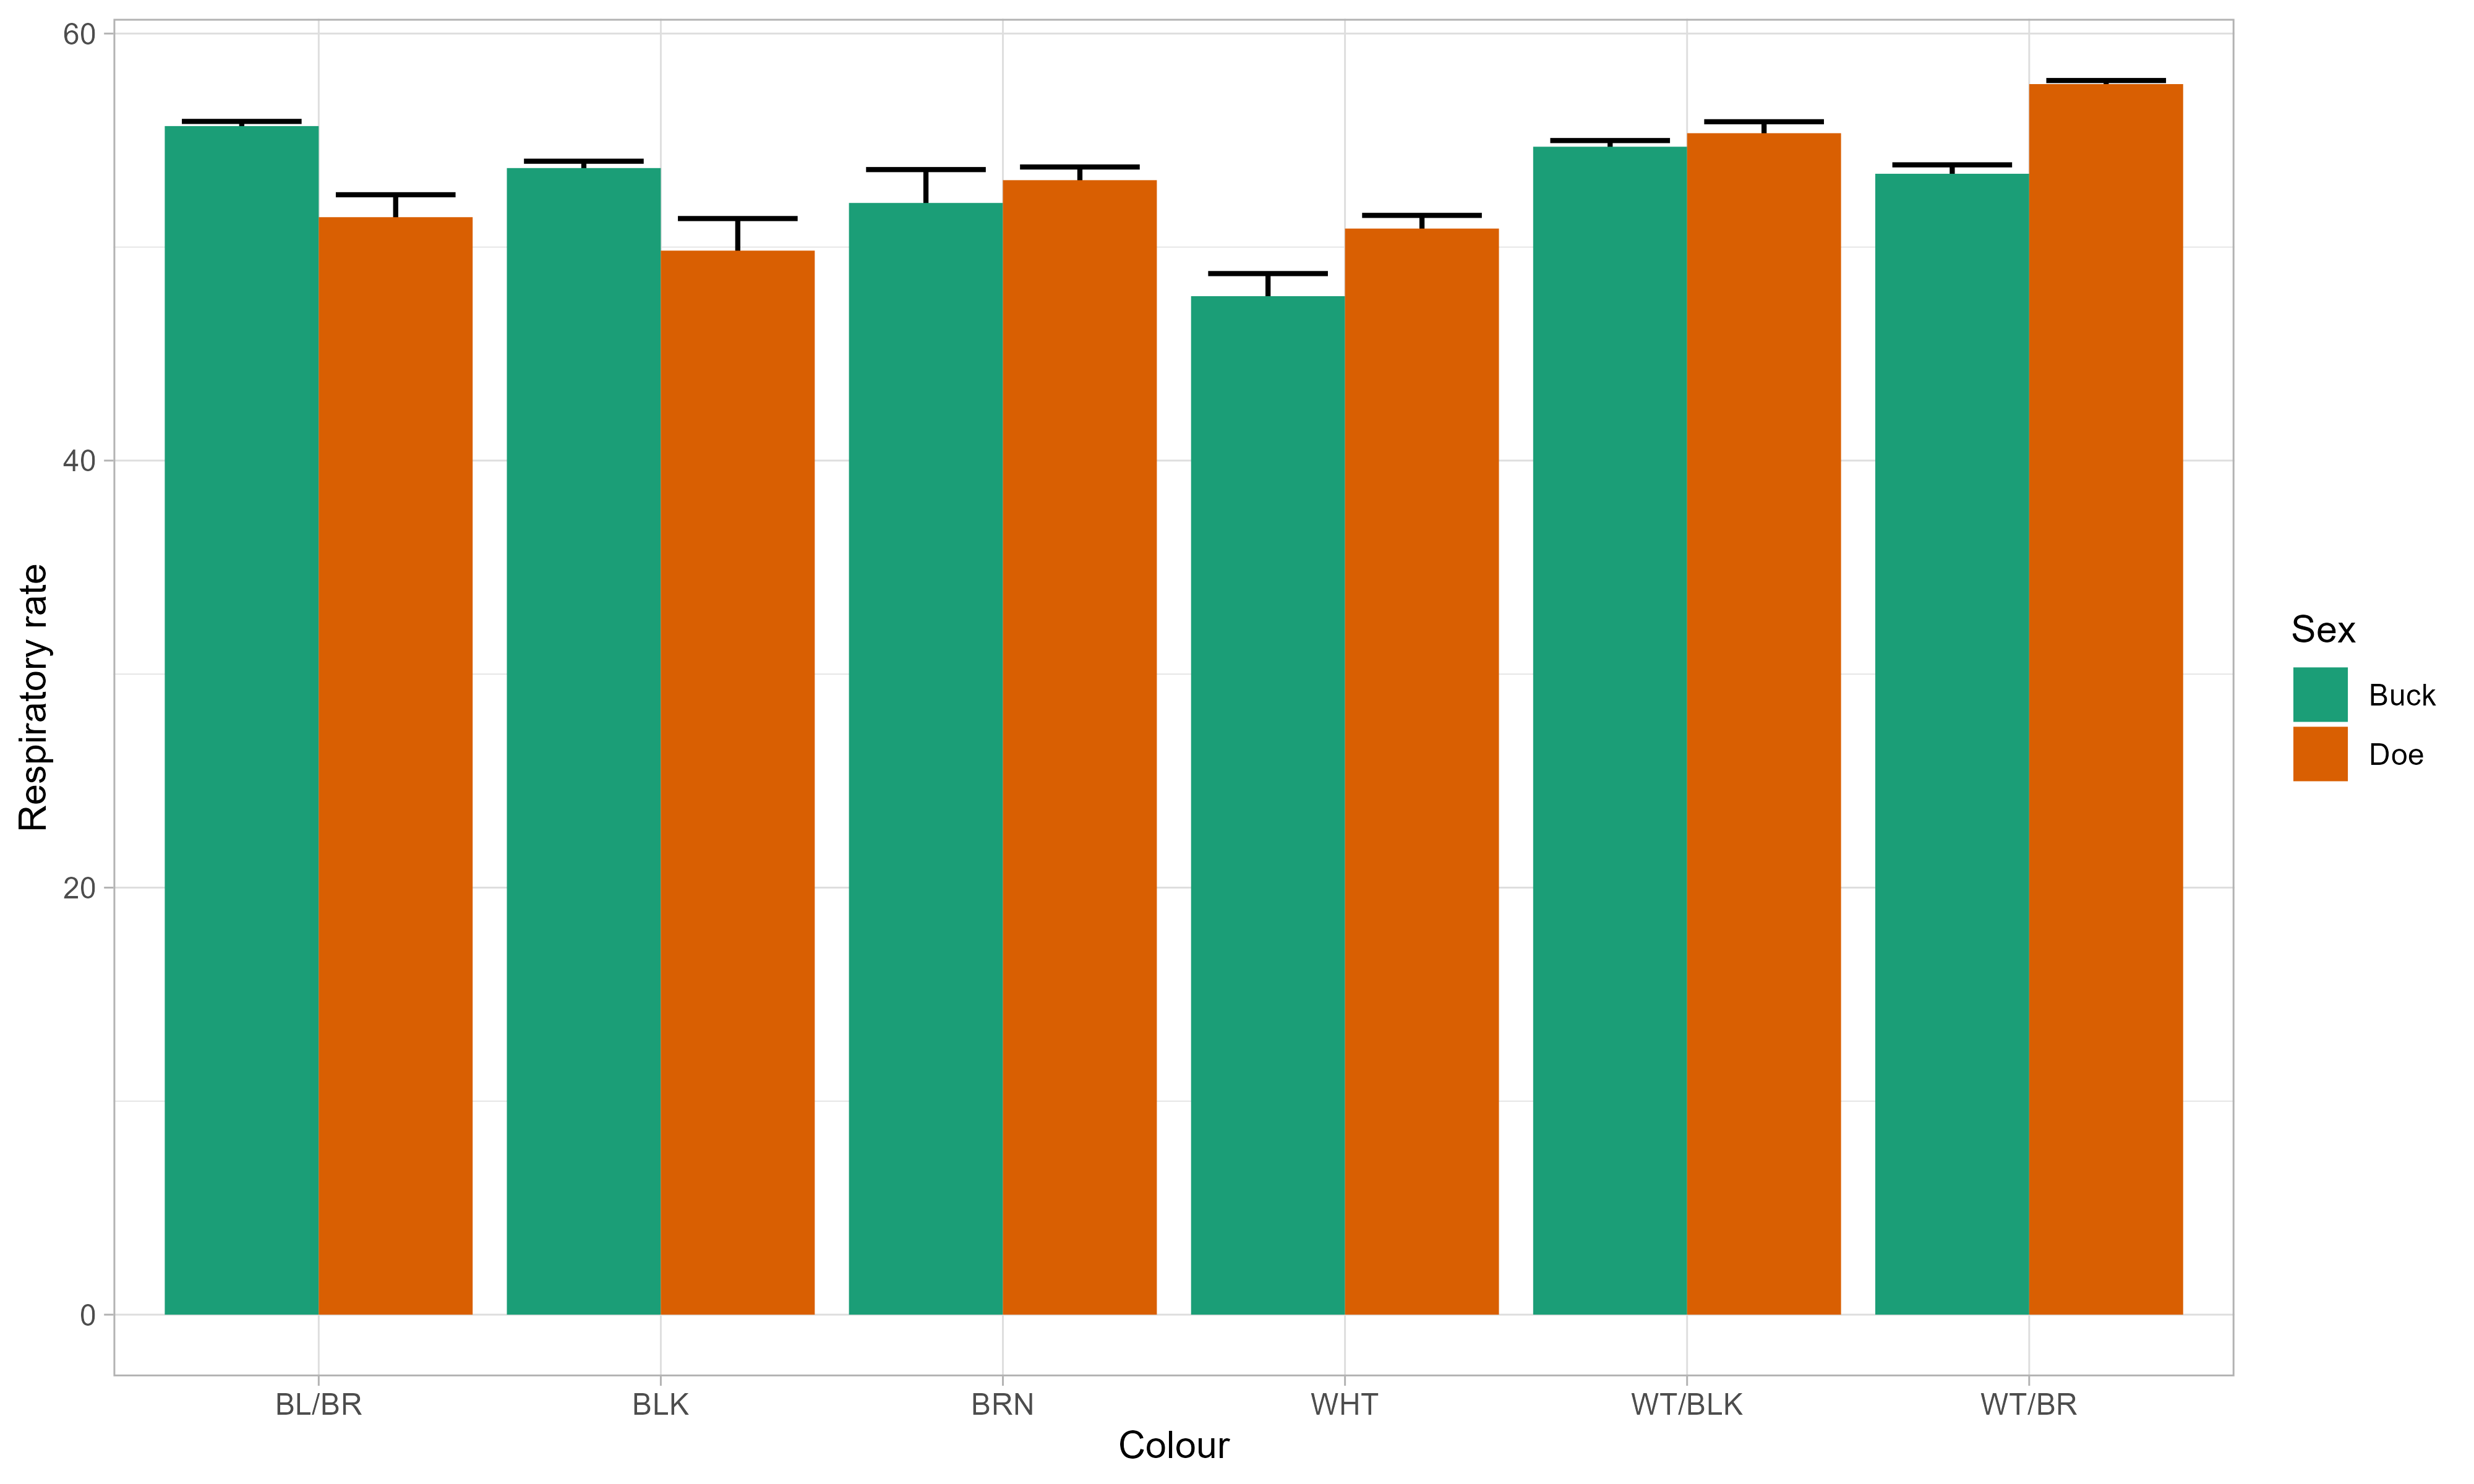 60
40
20
0
Respiratory rate
BL/BR
BLK
BRN
WHT
WT/BLK
WT/BR
Colour
Sex
Buck
Doe